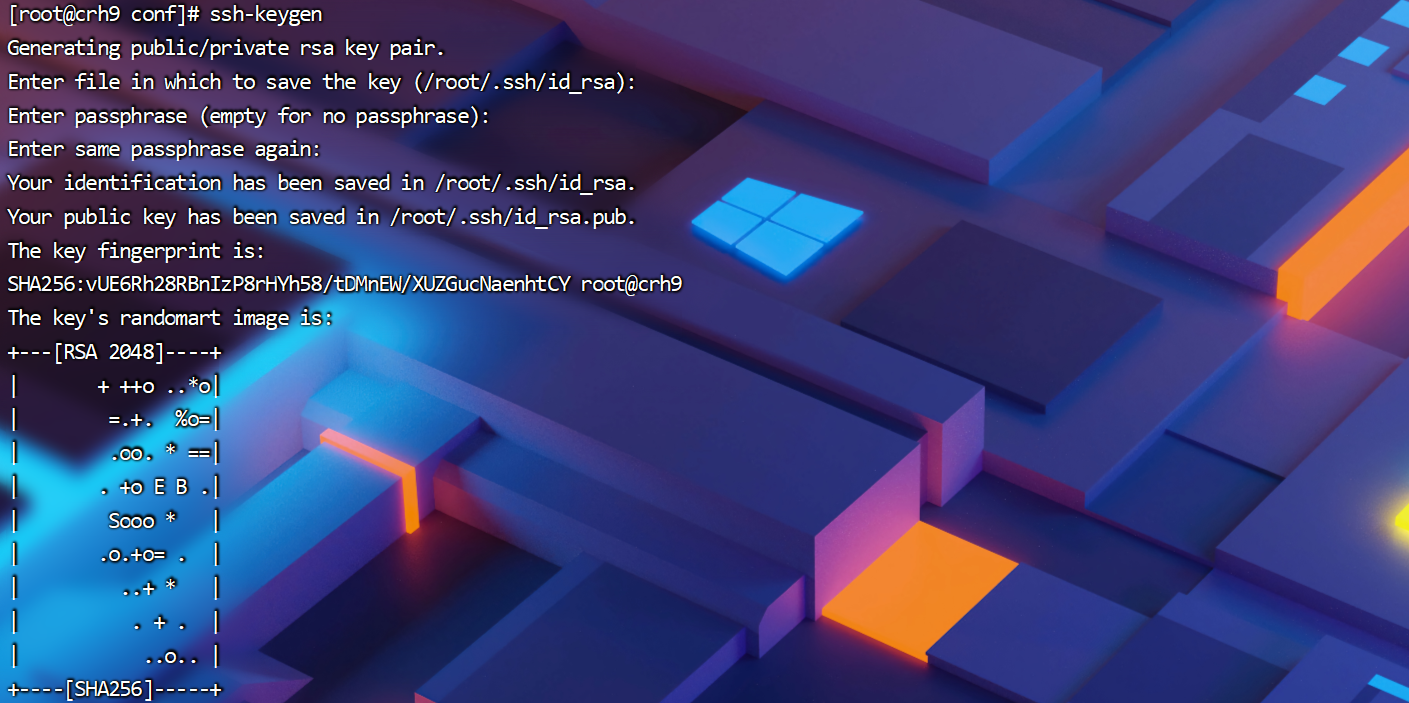 [root@crh9 conf]# ssh-keygen
Generating public/private rsa key pair.
Enter file in which to save the key (/root/.ssh/id_rsa):
Enter passphrase (empty for no passphrase):
Enter same passphrase again:
Your identification has been saved in /root/.ssh/id_rsa.
Your public key has been saved in /root/.ssh/id_rsa.pub.
The key fingerprint is:
SHA256:vUE6Rh28RBnIzP8rHYh58/tDMnEW/XUZGucNaenhtCY root@crh9
The key's randomart image is:
+---[RSA 2048]----+
|       + ++o ..*o|
|        =.+.  %o=|
|        .oo. * ==|
|       . +o E B .|
|        Sooo *   |
|       .o.+o= .  |
|         ..+ *   |
|          . + .  |
|           ..o.. |
+----[SHA256]-----+